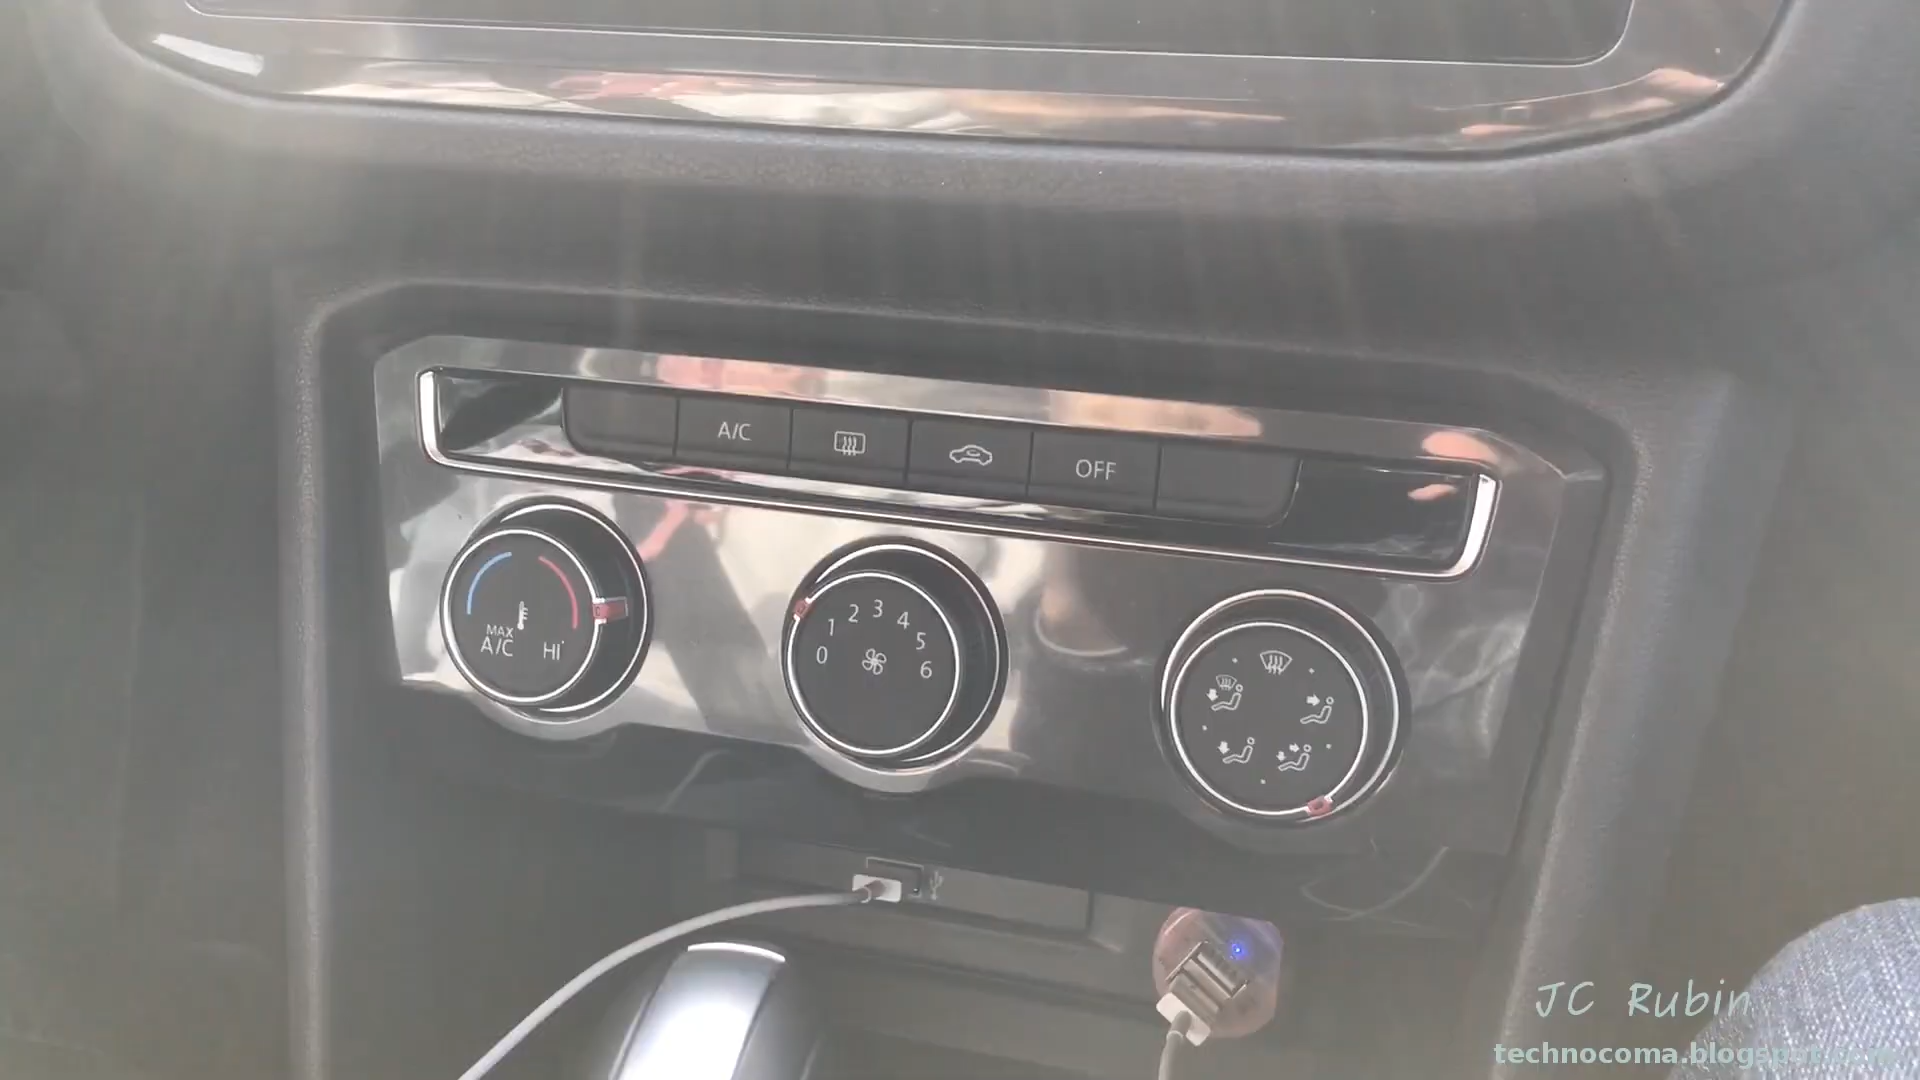 A/C
OFF
MAX
A/C
HI
0 1 2 3 4 5 6
JC Rubin
technocoma.blogspot.com